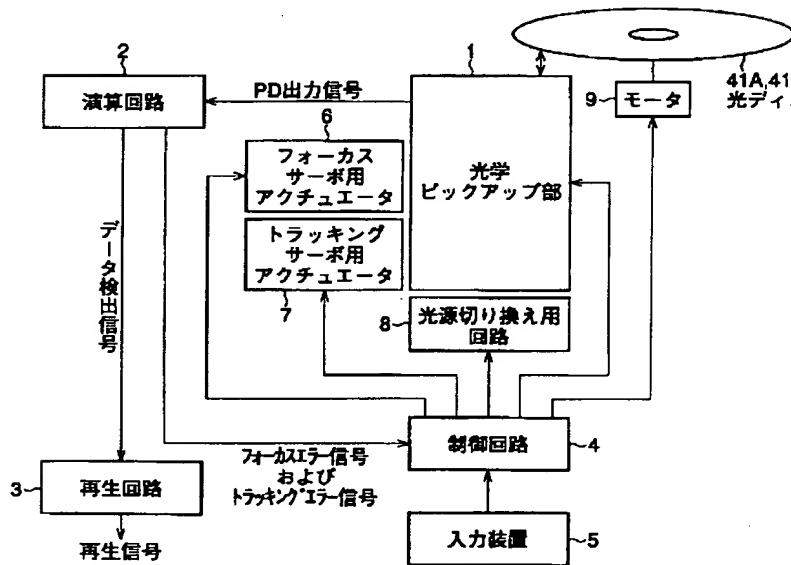 2
演算回路
PD出力信号
1
光学
ピックアップ部
41A,41
光ディ
9
モータ
6
フォーカス
サーボ用
アクチュエータ
トラッキング
サーボ用
アクチュエータ
7
データ検出信号
8
光源切り換え用
回路
制御回路
4
フォーカスエラー信号
および
トラッキングエラー信号
3
再生回路
再生信号
入力装置
5